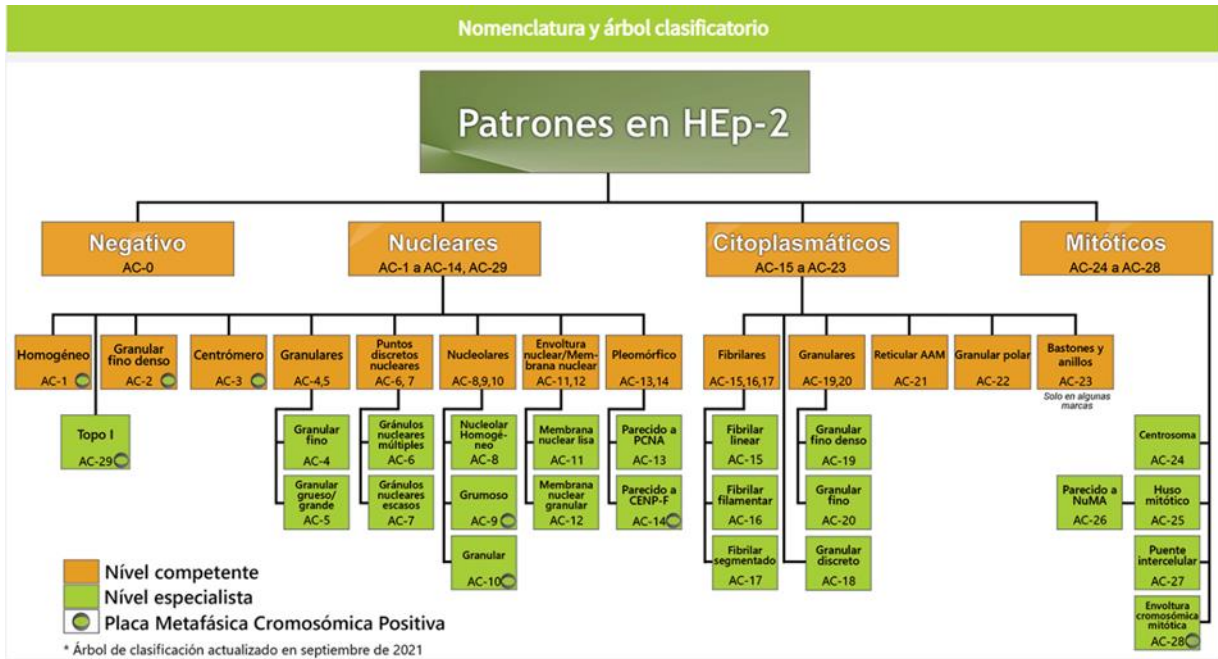 Nomenclatura y árbol clasificatorio
Patrones en HEp-2
Negativo
AC-0
Nucleares
AC-1 a AC-14, AC-29
Citoplasmáticos
AC-15 a AC-23
Mitóticos
AC-24 a AC-28
Homogéneo
AC-1
Granular
fino denso
AC-2
Centrómero
AC-3
Granulares
AC-4,5
Puntos
discretos
nucleares
AC-6, 7
Nucleolares
AC-8,9,10
Envoltura
nuclear/Mem-
brana nuclear
AC-11,12
Pleomórfico
AC-13,14
Fibrilares
AC-15,16,17
Granulares
AC-19,20
Reticular AAM
AC-21
Granular polar
AC-22
Bastones y
anillos
AC-23
Solo en algunas
marcas
Topo I
AC-29
Granular
fino
AC-4
Granular
grueso/
grande
AC-5
Gránulos
nucleares
múltiples
AC-6
Gránulos
nucleares
escasos
AC-7
Nucleolar
Homogé-
neo
AC-8
Grumoso
AC-9
Granular
AC-10
Membrana
nuclear lisa
AC-11
Membrana
nuclear
granular
AC-12
Parecido a
PCNA
AC-13
Parecido a
CENP-F
AC-14
Fibrilar
linear
AC-15
Fibrilar
filamentar
AC-16
Fibrilar
segmentado
AC-17
Granular
fino denso
AC-19
Granular
fino
AC-20
Granular
discreto
AC-18
Centrosoma
AC-24
Parecido a
NuMA
AC-26
Huso
mitótico
AC-25
Puente
intercelular
AC-27
Envoltura
cromosómica
mitótica
AC-28
Nível competente
Nível especialista
Placa Metafásica Cromosómica Positiva
* Árbol de clasificación actualizado en septiembre de 2021